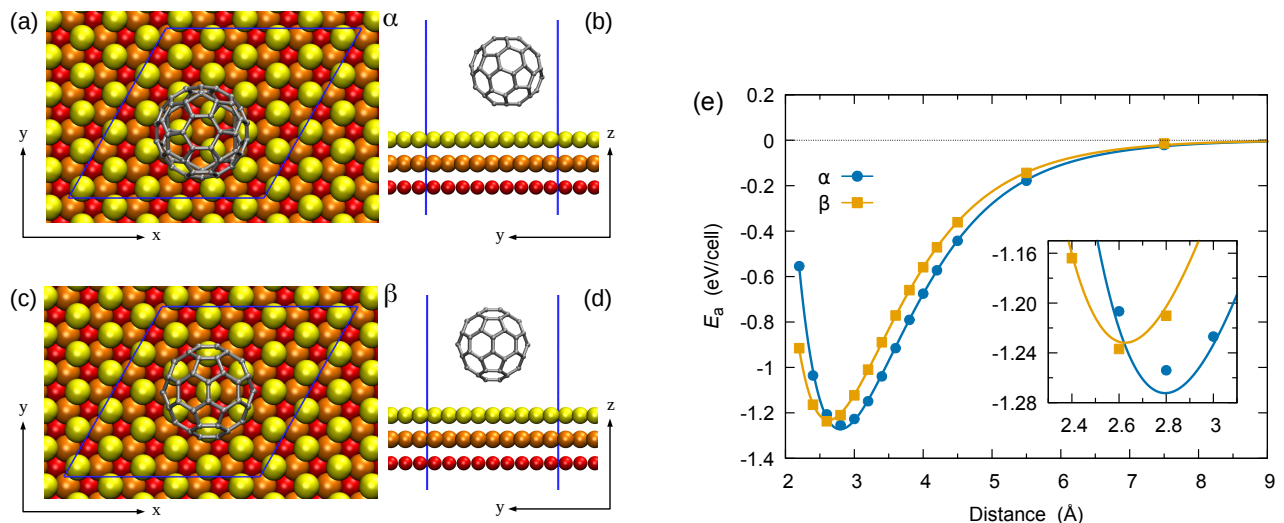 (a)
α
(b)
y
x
z
y
(c)
β
(d)
y
x
z
y
(e)
0.2
0
-0.2
-0.4
-0.6
-0.8
-1
-1.2
-1.4
Ea (eV/cell)
α
β
-1.16
-1.20
-1.24
-1.28
2.4 2.6 2.8 3
2 3 4 5 6 7 8 9
Distance (Å)